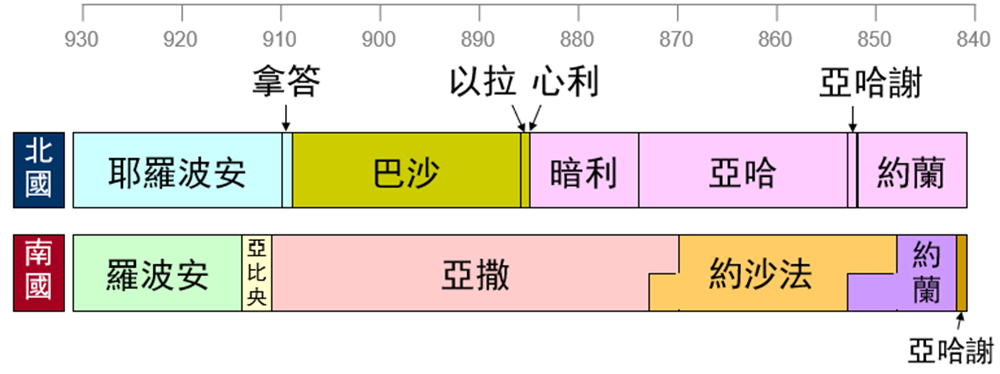 930 920 910 900 890 880 870 860 850 840
拿答 以拉 心利 亞哈謝
北國 耶羅波安 巴沙 暗利 亞哈 約蘭
南國 羅波安 亞比央 亞撒 約沙法 約蘭
亞哈謝